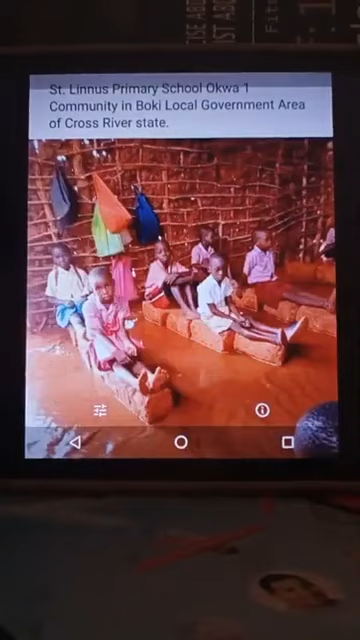 St. Linnus Primary School Okwa 1
Community in Boki Local Government Area
of Cross River state.